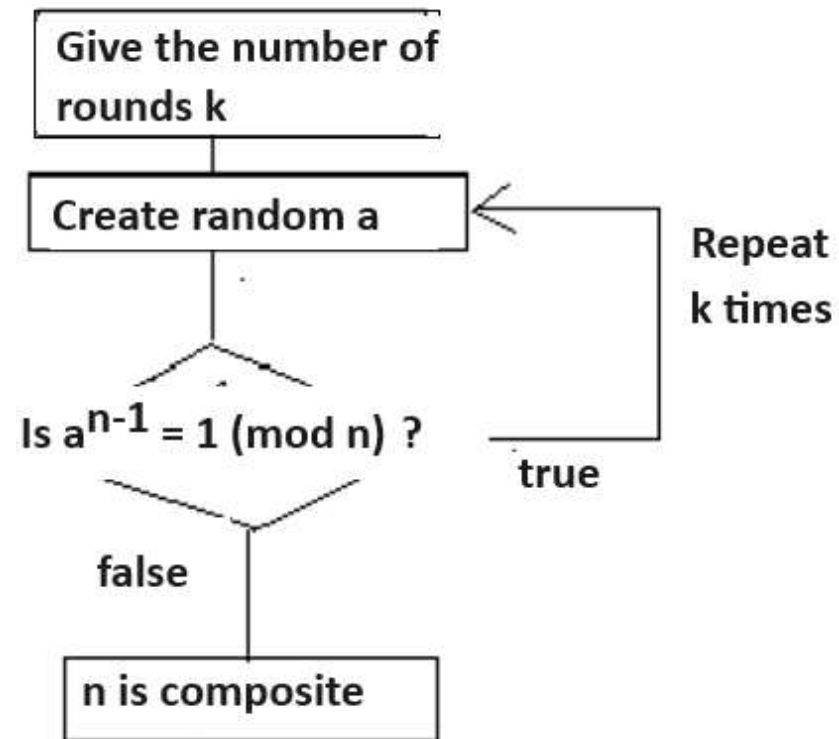 Give the number of
rounds k
Create random a
Repeat
k times
Is a^n-1 = 1 (mod n) ?
true
false
n is composite